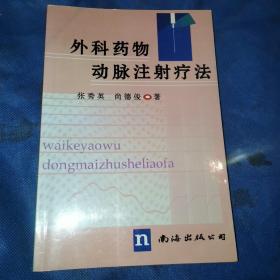 外科药物
动脉注射疗法
张秀英 尚德俊 著
waikeyaowu
dongmaizhusheliaofa
n 南海出版公司